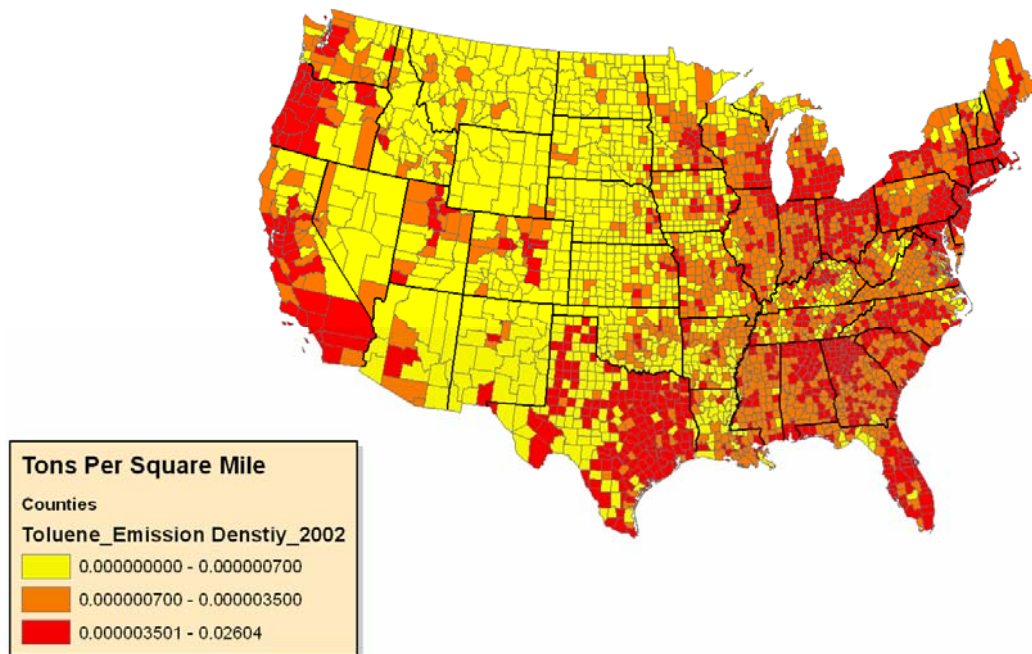 Tons Per Square Mile
Counties
Toluene_Emission Denstiy_2002
0.000000000 - 0.000000700
0.000000700 - 0.000003500
0.000003501 - 0.02604